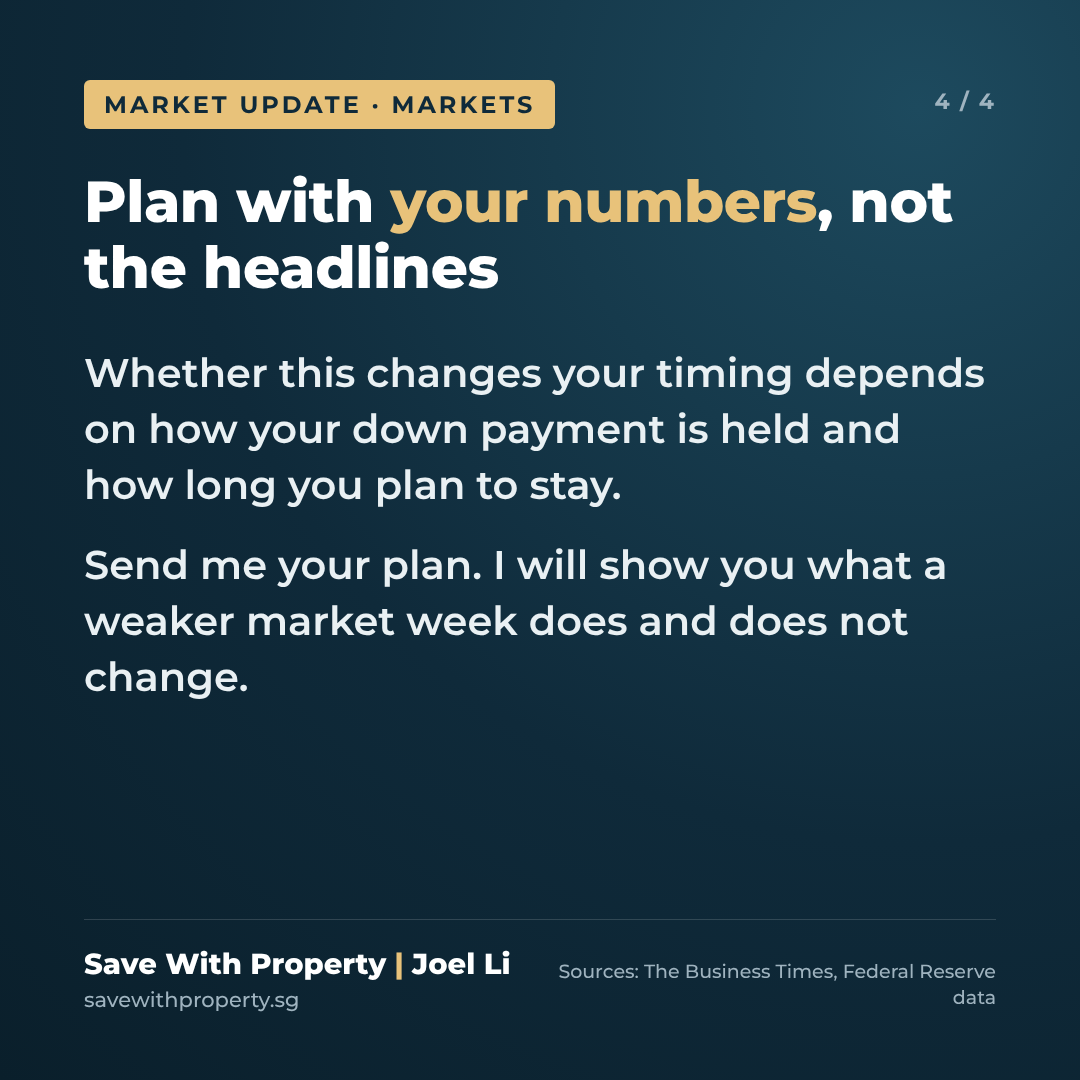 MARKET UPDATE · MARKETS
4 / 4
Plan with your numbers, not
the headlines
Whether this changes your timing depends
on how your down payment is held and
how long you plan to stay.
Send me your plan. I will show you what a
weaker market week does and does not
change.
Save With Property | Joel Li
savewithproperty.sg
Sources: The Business Times, Federal Reserve
data